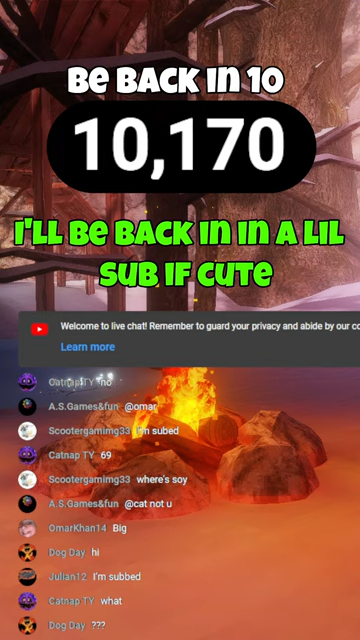 Be Back in 10
10,170
I'll Be Back in in a lil
sub if cute
Welcome to live chat! Remember to guard your privacy and abide by our co
Learn more
Catnap TY no
A.S.Games&fun @omar
Scootergamimg33 I'm subed
Catnap TY 69
Scootergamimg33 where's soy
A.S.Games&fun @cat not u
OmarKhan14 Big
Dog Day hi
Julian12 I'm subbed
Catnap TY what
Dog Day ???